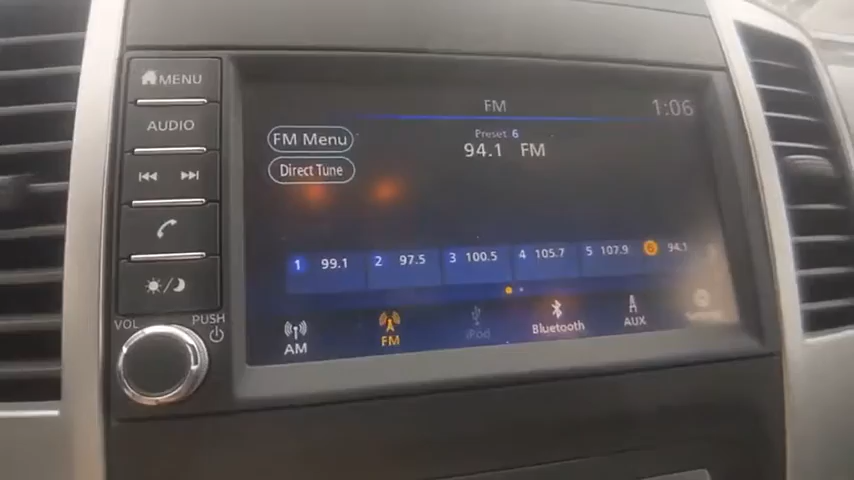 MENU
AUDIO
VOL
PUSH
FM
1:06
FM Menu
Direct Tune
Preset 6
94.1 FM
1 99.1
2 97.5
3 100.5
4 105.7
5 107.9
6 94.1
AM
FM
iPod
Bluetooth
AUX